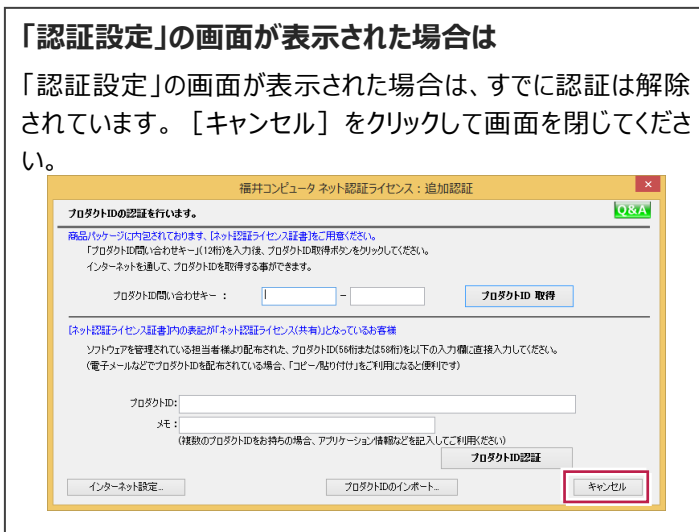 「認証設定」の画面が表示された場合は
「認証設定」の画面が表示された場合は、すでに認証は解除
されています。［キャンセル］をクリックして画面を閉じてくださ
い。
福井コンピュータ ネット認証ライセンス：追加認証
×
プロダクトIDの認証を行います。
Q&A
商品パッケージに内包されております、[ネット認証ライセンス証書]をご用意ください。
「プロダクトID問い合わせキー」(12桁)を入力後、プロダクトID取得ボタンをクリックしてください。
インターネットを通して、プロダクトIDを取得する事ができます。
プロダクトID問い合わせキー ： － プロダクトID 取得
[ネット認証ライセンス証書]内の表記が「ネット認証ライセンス(共有)」となっているお客様
ソフトウェアを管理されている担当者様より配布された、プロダクトID(56桁または58桁)を以下の入力欄に直接入力してください。
(電子メールなどでプロダクトIDを配布されている場合、「コピー/貼り付け」をご利用になると便利です)
プロダクトID：
メモ：
(複数のプロダクトIDをお持ちの場合、アプリケーション情報などを記入してご利用ください)
プロダクトID認証
インターネット設定... プロダクトIDのインポート... キャンセル